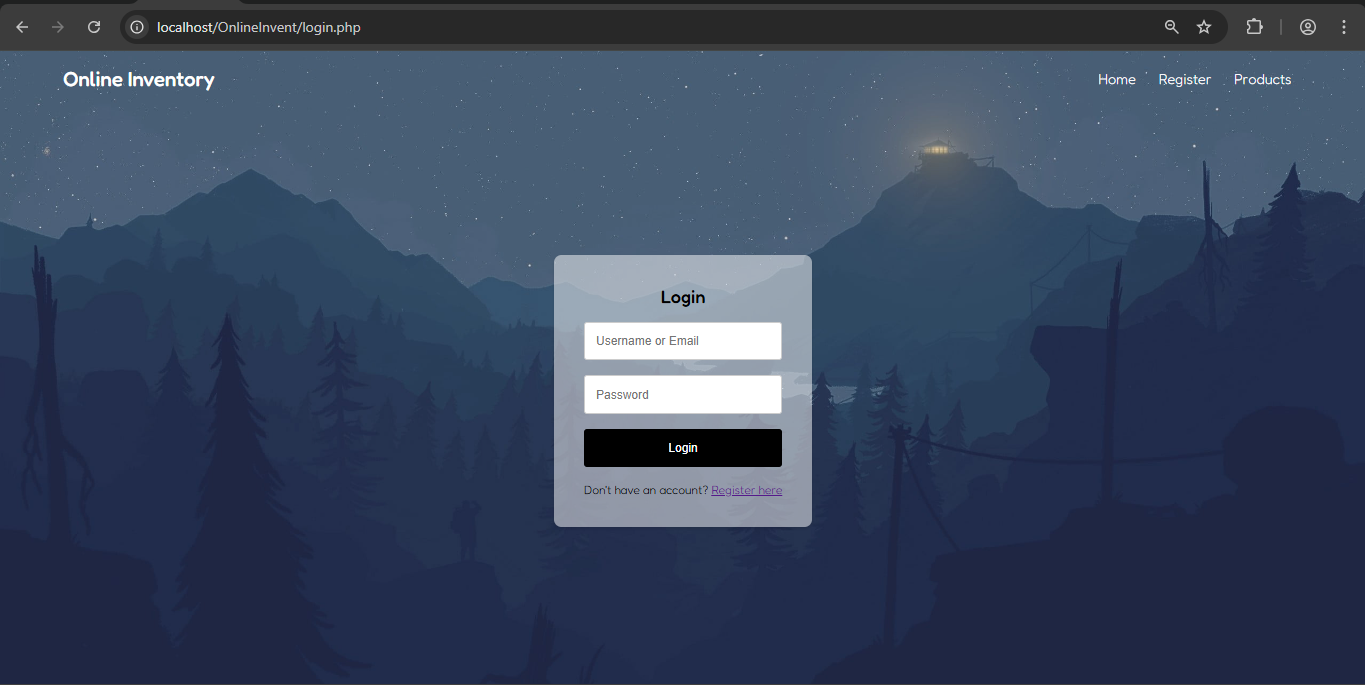 localhost/OnlineInvent/login.php
Online Inventory
Home Register Products
Login
Username or Email
Password
Login
Don't have an account? Register here